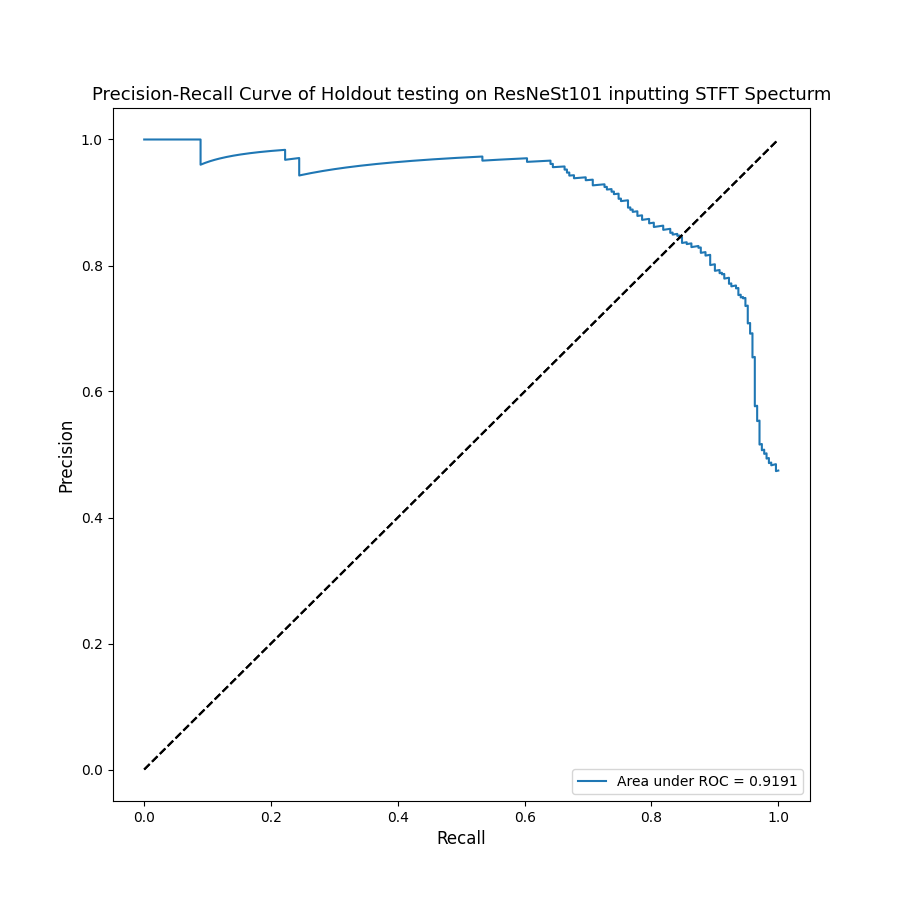 Precision-Recall Curve of Holdout testing on ResNeSt101 inputting STFT Specturm
1.0
0.8
0.6
0.4
0.2
0.0
Precision
Area under ROC = 0.9191
0.0 0.2 0.4 0.6 0.8 1.0
Recall